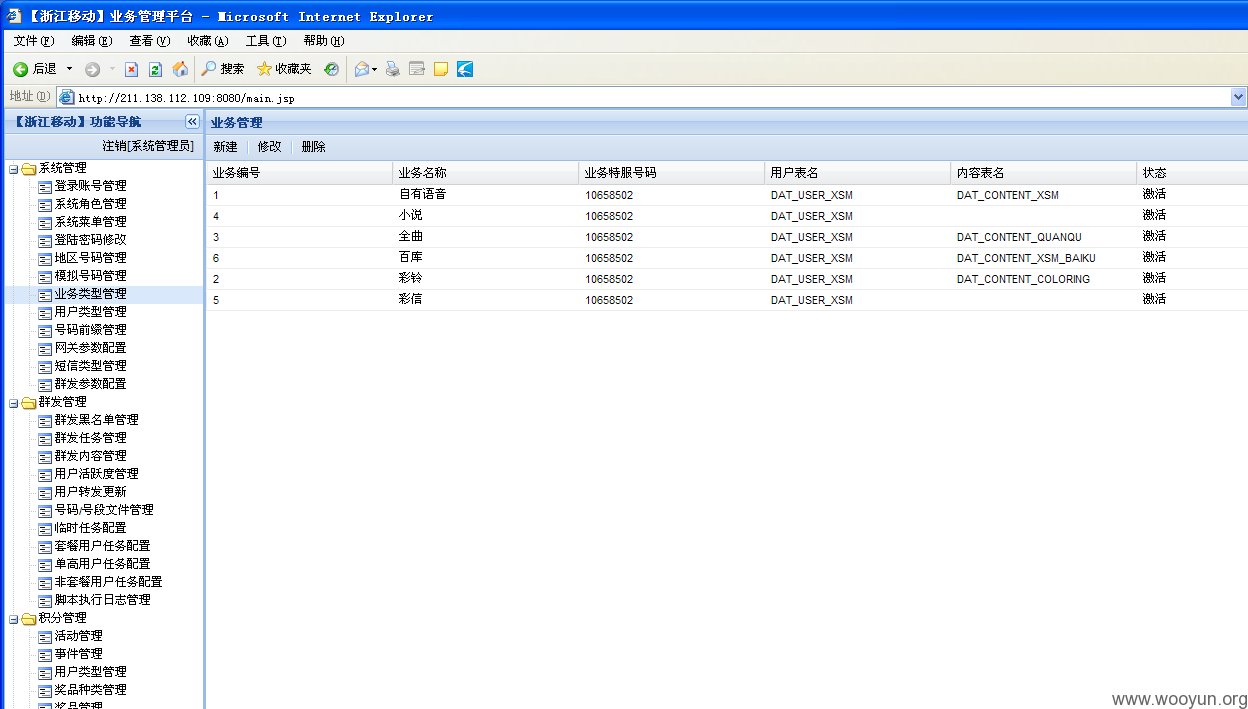 【浙江移动】业务管理平台 - Microsoft Internet Explorer
文件(F) 编辑(E) 查看(V) 收藏(A) 工具(T) 帮助(H)
后退 搜索 收藏夹
地址(D) http://211.138.112.109:8080/main.jsp
【浙江移动】功能导航
注销[系统管理员]
系统管理
登录账号管理
系统角色管理
系统菜单管理
登陆密码修改
地区号码管理
模拟号码管理
业务类型管理
用户类型管理
号码前缀管理
网关参数配置
短信类型管理
群发参数配置
群发管理
群发黑名单管理
群发任务管理
群发内容管理
用户活跃度管理
用户转发更新
号码/号段文件管理
临时任务配置
套餐用户任务配置
单高用户任务配置
非套餐用户任务配置
脚本执行日志管理
积分管理
活动管理
事件管理
用户类型管理
奖品种类管理
奖品管理
业务管理
新建 修改 删除
业务编号 业务名称 业务特服号码 用户表名 内容表名 状态
1 自有语音 10658502 DAT_USER_XSM DAT_CONTENT_XSM 激活
4 小说 10658502 DAT_USER_XSM 激活
3 全曲 10658502 DAT_USER_XSM DAT_CONTENT_QUANQU 激活
6 百库 10658502 DAT_USER_XSM DAT_CONTENT_XSM_BAIKU 激活
2 彩铃 10658502 DAT_USER_XSM DAT_CONTENT_COLORING 激活
5 彩信 10658502 DAT_USER_XSM 激活
www.wooyun.org